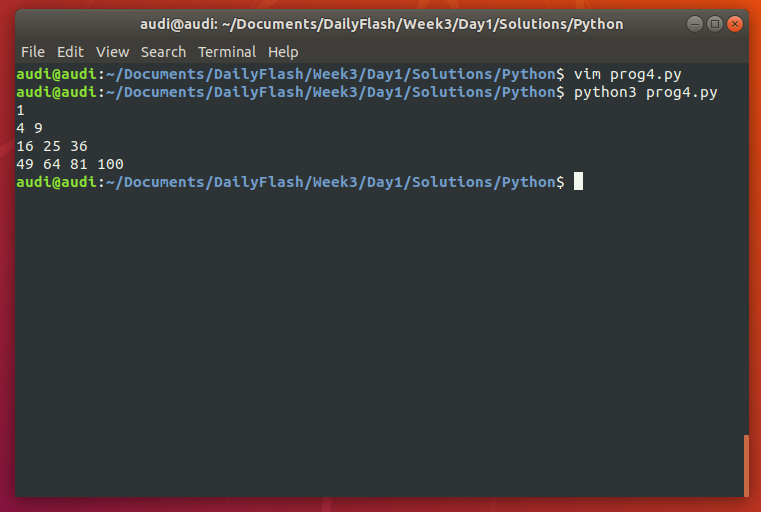 audi@audi: ~/Documents/DailyFlash/Week3/Day1/Solutions/Python
File Edit View Search Terminal Help
audi@audi:~/Documents/DailyFlash/Week3/Day1/Solutions/Python$ vim prog4.py
audi@audi:~/Documents/DailyFlash/Week3/Day1/Solutions/Python$ python3 prog4.py
1
4 9
16 25 36
49 64 81 100
audi@audi:~/Documents/DailyFlash/Week3/Day1/Solutions/Python$